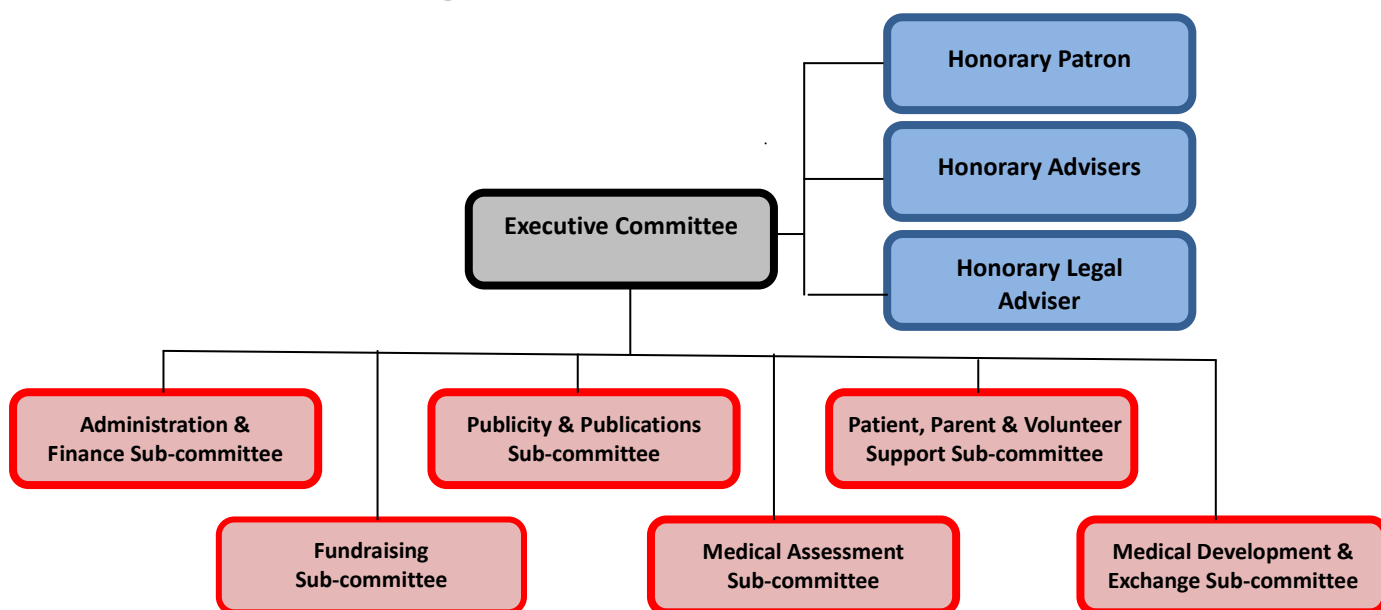 Honorary Patron
Honorary Advisers
Executive Committee
Honorary Legal
Adviser
Administration &
Finance Sub-committee
Publicity & Publications
Sub-committee
Patient, Parent & Volunteer
Support Sub-committee
Fundraising
Sub-committee
Medical Assessment
Sub-committee
Medical Development &
Exchange Sub-committee